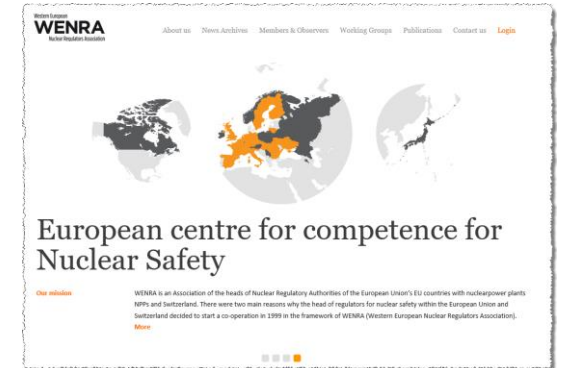 Western European
WENRA
Nuclear Regulators Association
About us News Archives Members & Observers Working Groups Publications Contact us Login
European centre for competence for
Nuclear Safety
Our mission
WENRA is an Association of the heads of Nuclear Regulatory Authorities of the European Union's EU countries with nuclearpower plants
NPPs and Switzerland. There were two main reasons why the head of regulators for nuclear safety within the European Union and
Switzerland decided to start a co-operation in 1999 in the framework of WENRA (Western European Nuclear Regulators Association).
More